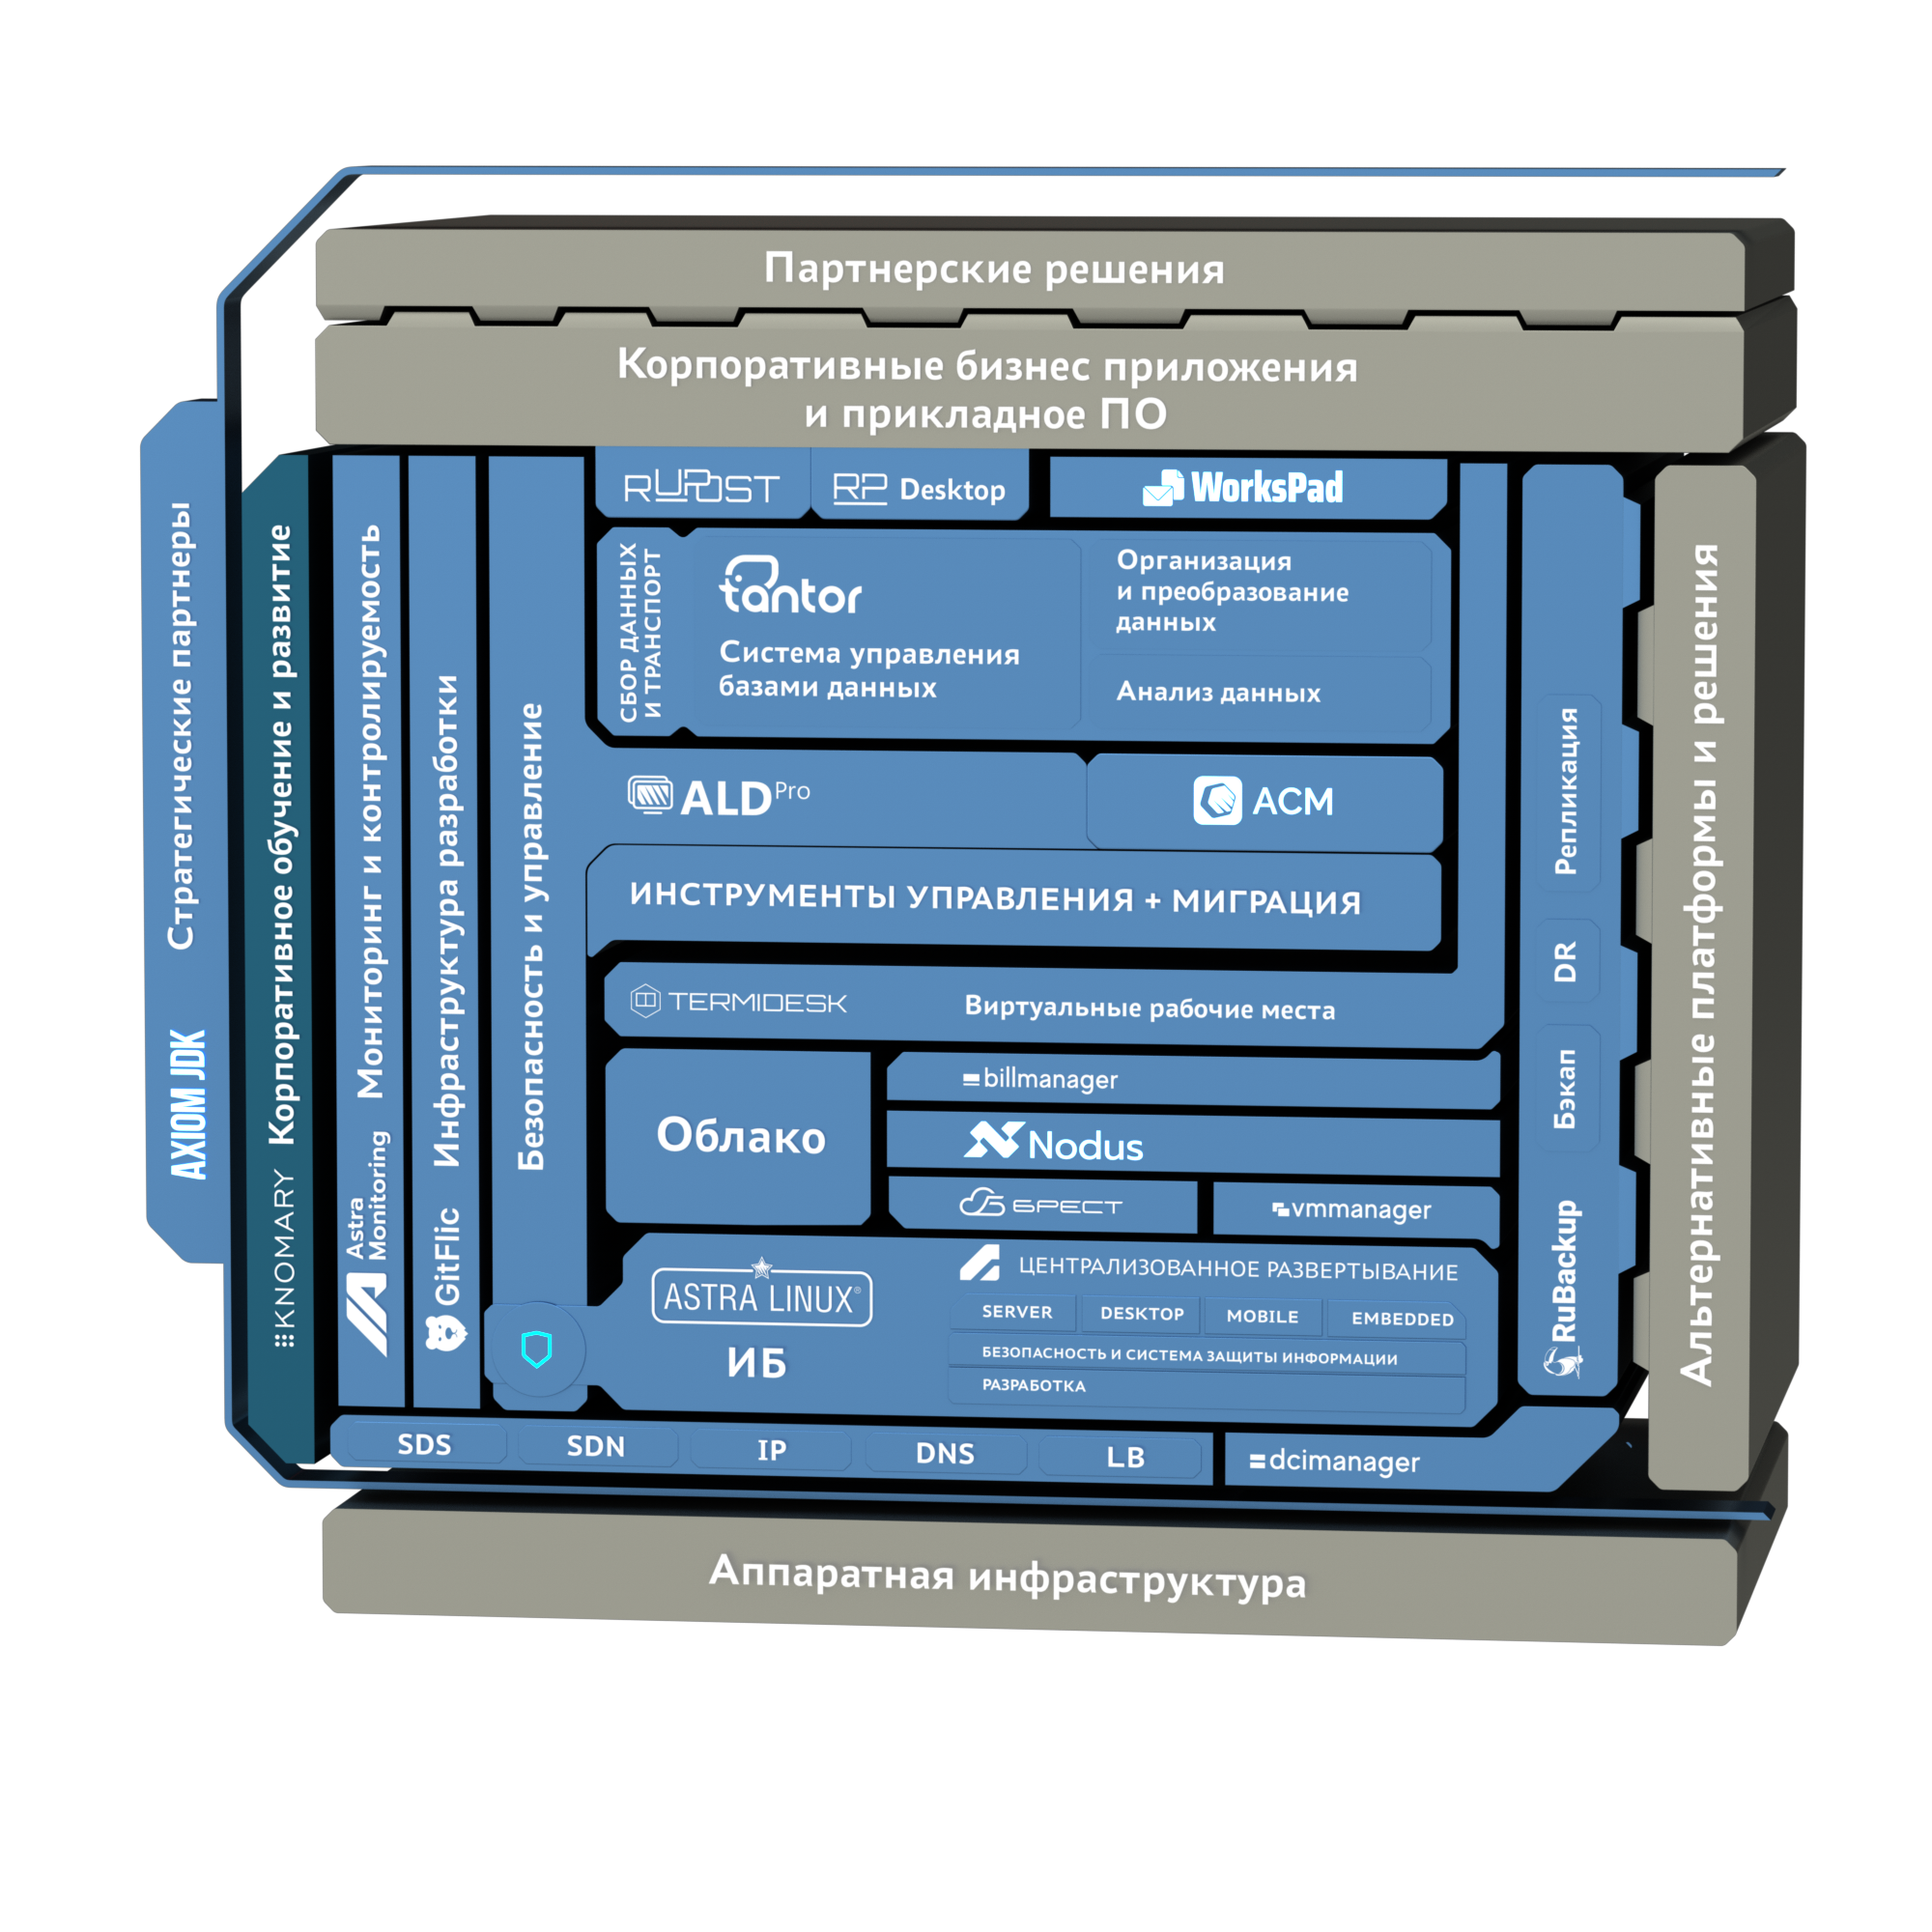 Партнерские решения
Корпоративные бизнес приложения
и прикладное ПО
AXIOM JDK Стратегические партнеры
KNOMARY Корпоративное обучение и развитие
Astra
Monitoring
Мониторинг и контролируемость
GitFlic Инфраструктура разработки
Безопасность и управление
RUPOST
RP Desktop
WorksPad
СБОР ДАННЫХ
И ТРАНСПОРТ
tantor
Система управления
базами данных
Организация
и преобразование
данных
Анализ данных
ALD Pro
ACM
ИНСТРУМЕНТЫ УПРАВЛЕНИЯ + МИГРАЦИЯ
TERMIDESK
Виртуальные рабочие места
Облако
billmanager
Nodus
БРЕСТ
vmmanager
ASTRA LINUX®
ИБ
ЦЕНТРАЛИЗОВАННОЕ РАЗВЕРТЫВАНИЕ
SERVER
DESKTOP
MOBILE
EMBEDDED
БЕЗОПАСНОСТЬ И СИСТЕМА ЗАЩИТЫ ИНФОРМАЦИИ
РАЗРАБОТКА
RuBackup
Бэкап
DR
Репликация
Альтернативные платформы и решения
SDS
SDN
IP
DNS
LB
dcimanager
Аппаратная инфраструктура